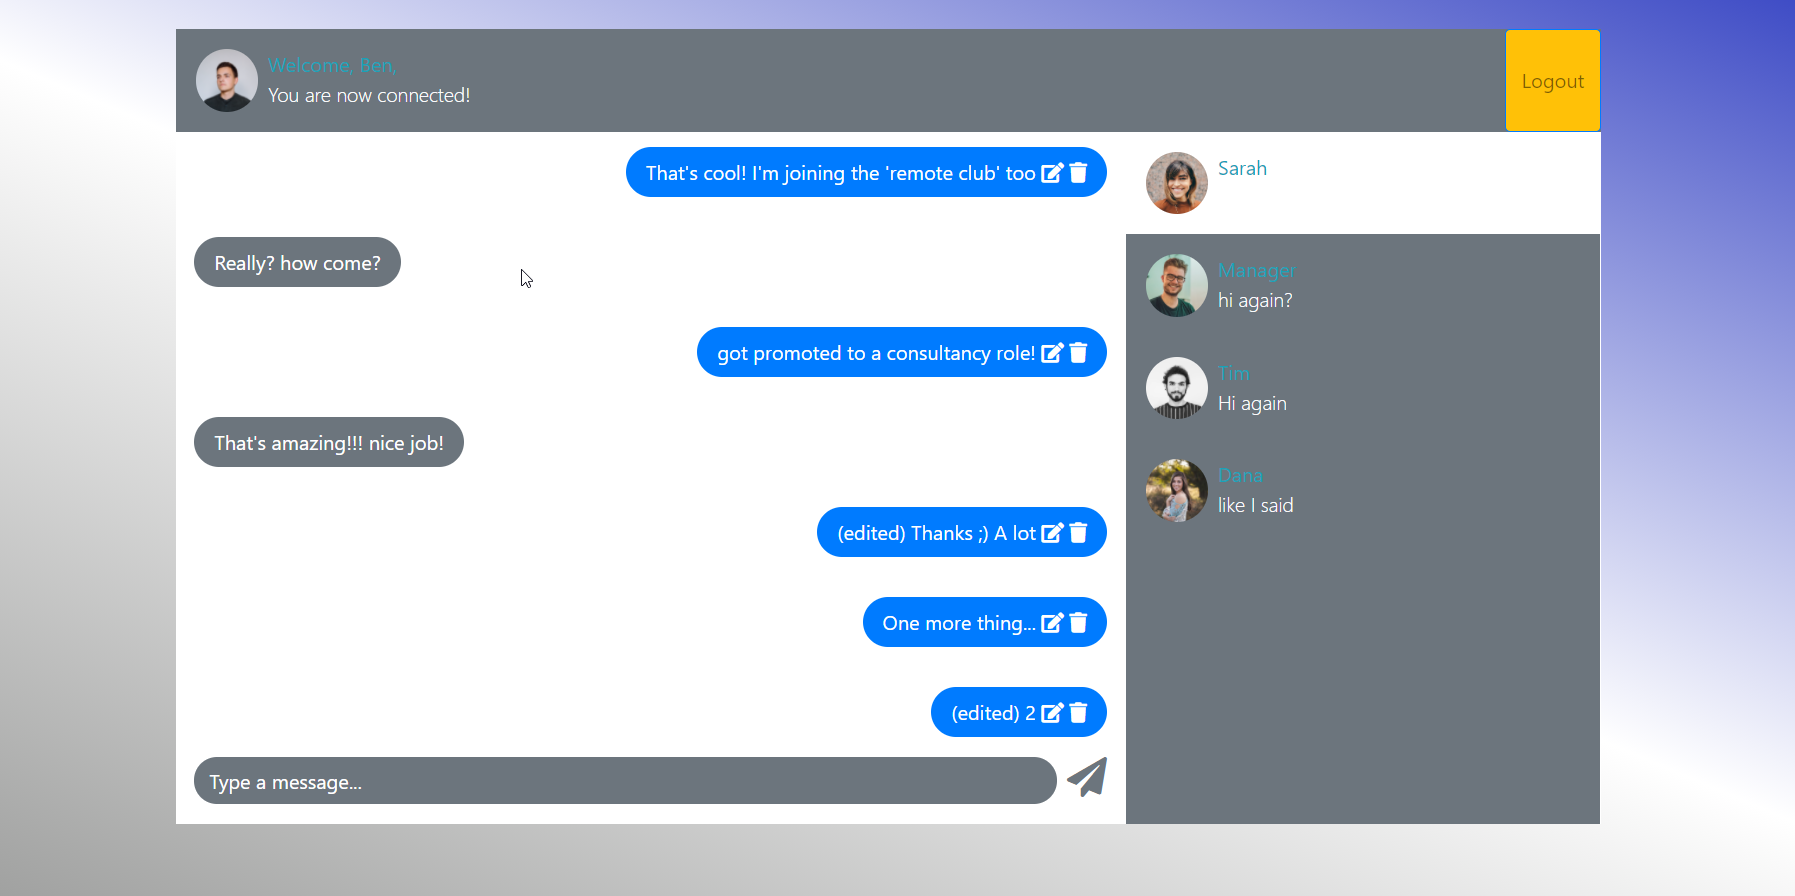 Welcome, Ben,
You are now connected!
Logout
That's cool! I'm joining the 'remote club' too
Really? how come?
got promoted to a consultancy role!
That's amazing!!! nice job!
(edited) Thanks ;) A lot
One more thing...
(edited) 2
Type a message...
Sarah
Manager
hi again?
Tim
Hi again
Dana
like I said